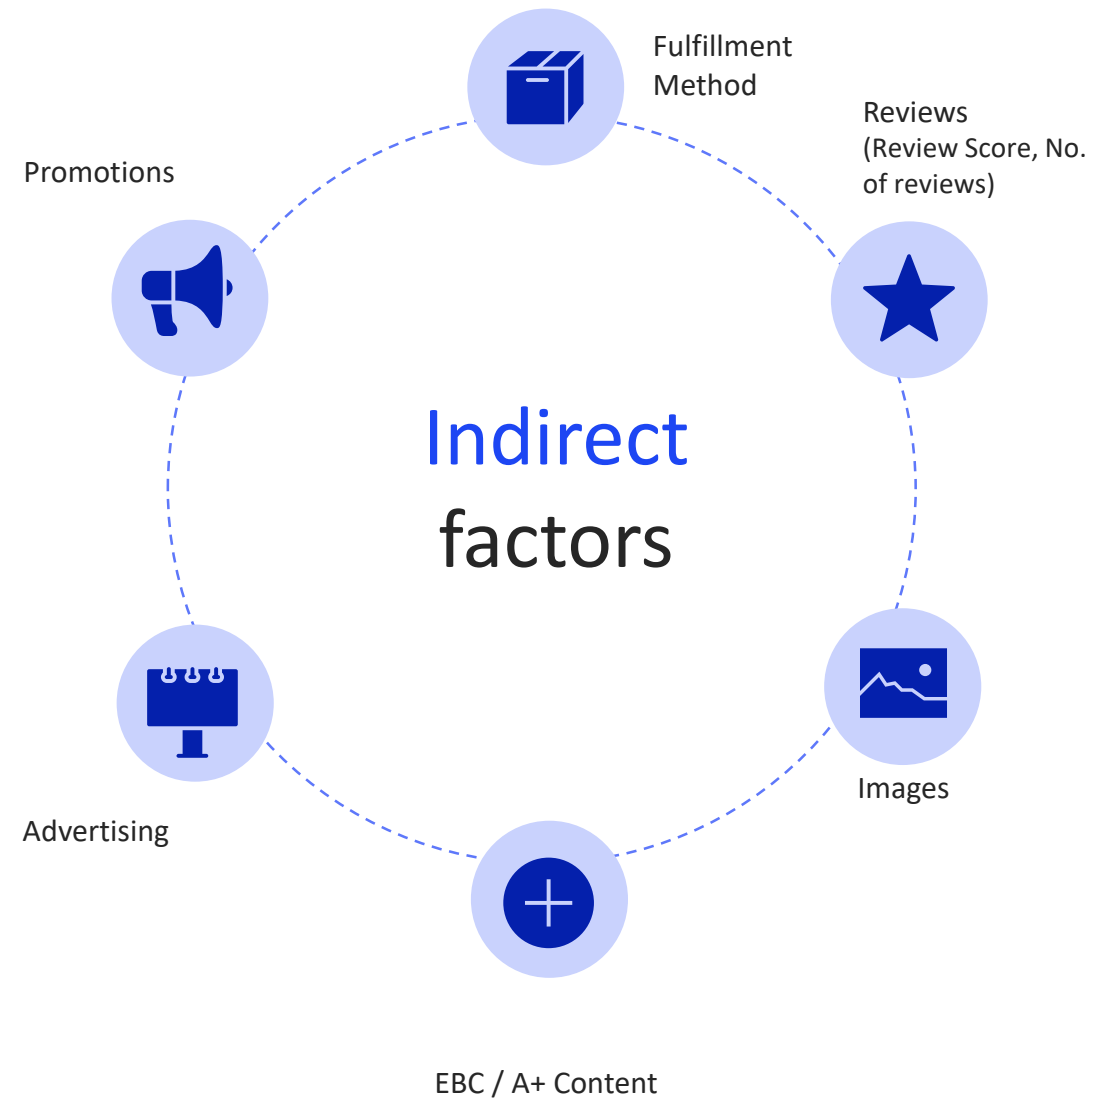 Fulfillment
Method
Reviews
(Review Score, No.
of reviews)
Promotions
Indirect
factors
Images
Advertising
EBC / A+ Content